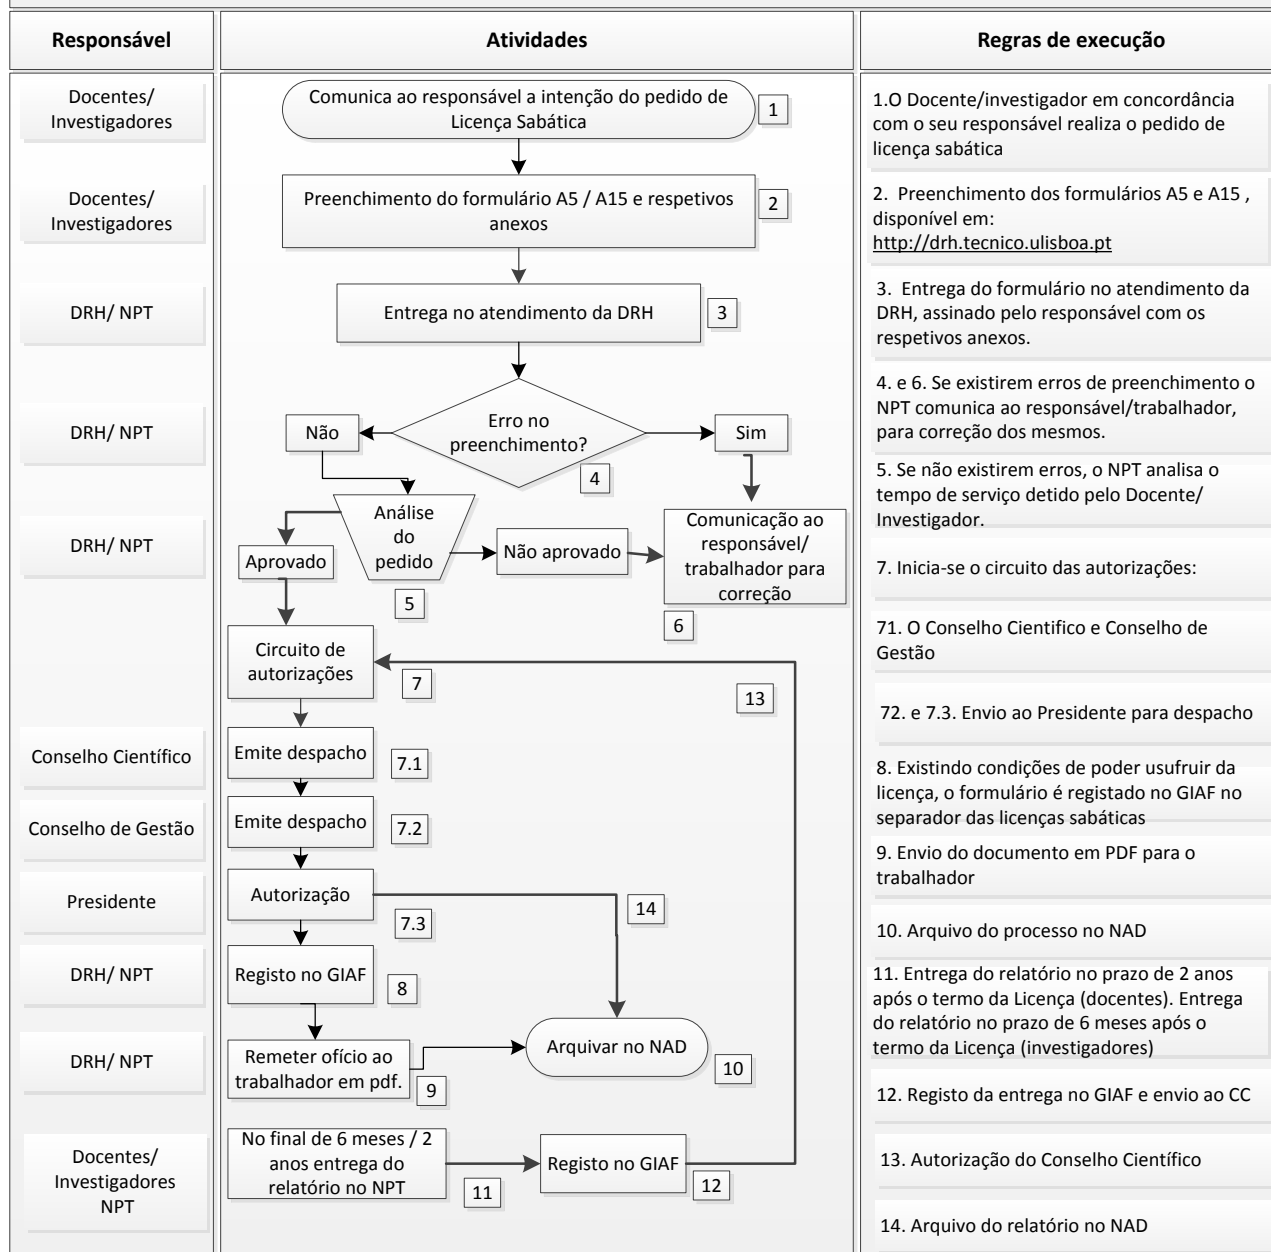 Responsável
Atividades
Regras de execução
Docentes/
Investigadores
Comunica ao responsável a intenção do pedido de
Licença Sabática
1
1.O Docente/investigador em concordância
com o seu responsável realiza o pedido de
licença sabática
Docentes/
Investigadores
Preenchimento do formulário A5 / A15 e respetivos
anexos
2
2. Preenchimento dos formulários A5 e A15 ,
disponível em:
http://drh.tecnico.ulisboa.pt
DRH/ NPT
Entrega no atendimento da DRH
3
3. Entrega do formulário no atendimento da
DRH, assinado pelo responsável com os
respetivos anexos.
DRH/ NPT
Não
Erro no
preenchimento?
Sim
4
4. e 6. Se existirem erros de preenchimento o
NPT comunica ao responsável/trabalhador,
para correção dos mesmos.
5. Se não existirem erros, o NPT analisa o
tempo de serviço detido pelo Docente/
Investigador.
DRH/ NPT
Aprovado
Análise
do
pedido
5
Não aprovado
Comunicação ao
responsável/
trabalhador para
correção
6
7. Inicia-se o circuito das autorizações:
Circuito de
autorizações
7
13
71. O Conselho Cientifico e Conselho de
Gestão
72. e 7.3. Envio ao Presidente para despacho
Conselho Científico
Emite despacho
7.1
8. Existindo condições de poder usufruir da
licença, o formulário é registado no GIAF no
separador das licenças sabáticas
Conselho de Gestão
Emite despacho
7.2
9. Envio do documento em PDF para o
trabalhador
Presidente
Autorização
7.3
14
10. Arquivo do processo no NAD
DRH/ NPT
Registo no GIAF
8
11. Entrega do relatório no prazo de 2 anos
após o termo da Licença (docentes). Entrega
do relatório no prazo de 6 meses após o
termo da Licença (investigadores)
DRH/ NPT
Remeter ofício ao
trabalhador em pdf.
9
Arquivar no NAD
10
12. Registo da entrega no GIAF e envio ao CC
Docentes/
Investigadores
NPT
No final de 6 meses / 2
anos entrega do
relatório no NPT
11
Registo no GIAF
12
13. Autorização do Conselho Científico
14. Arquivo do relatório no NAD